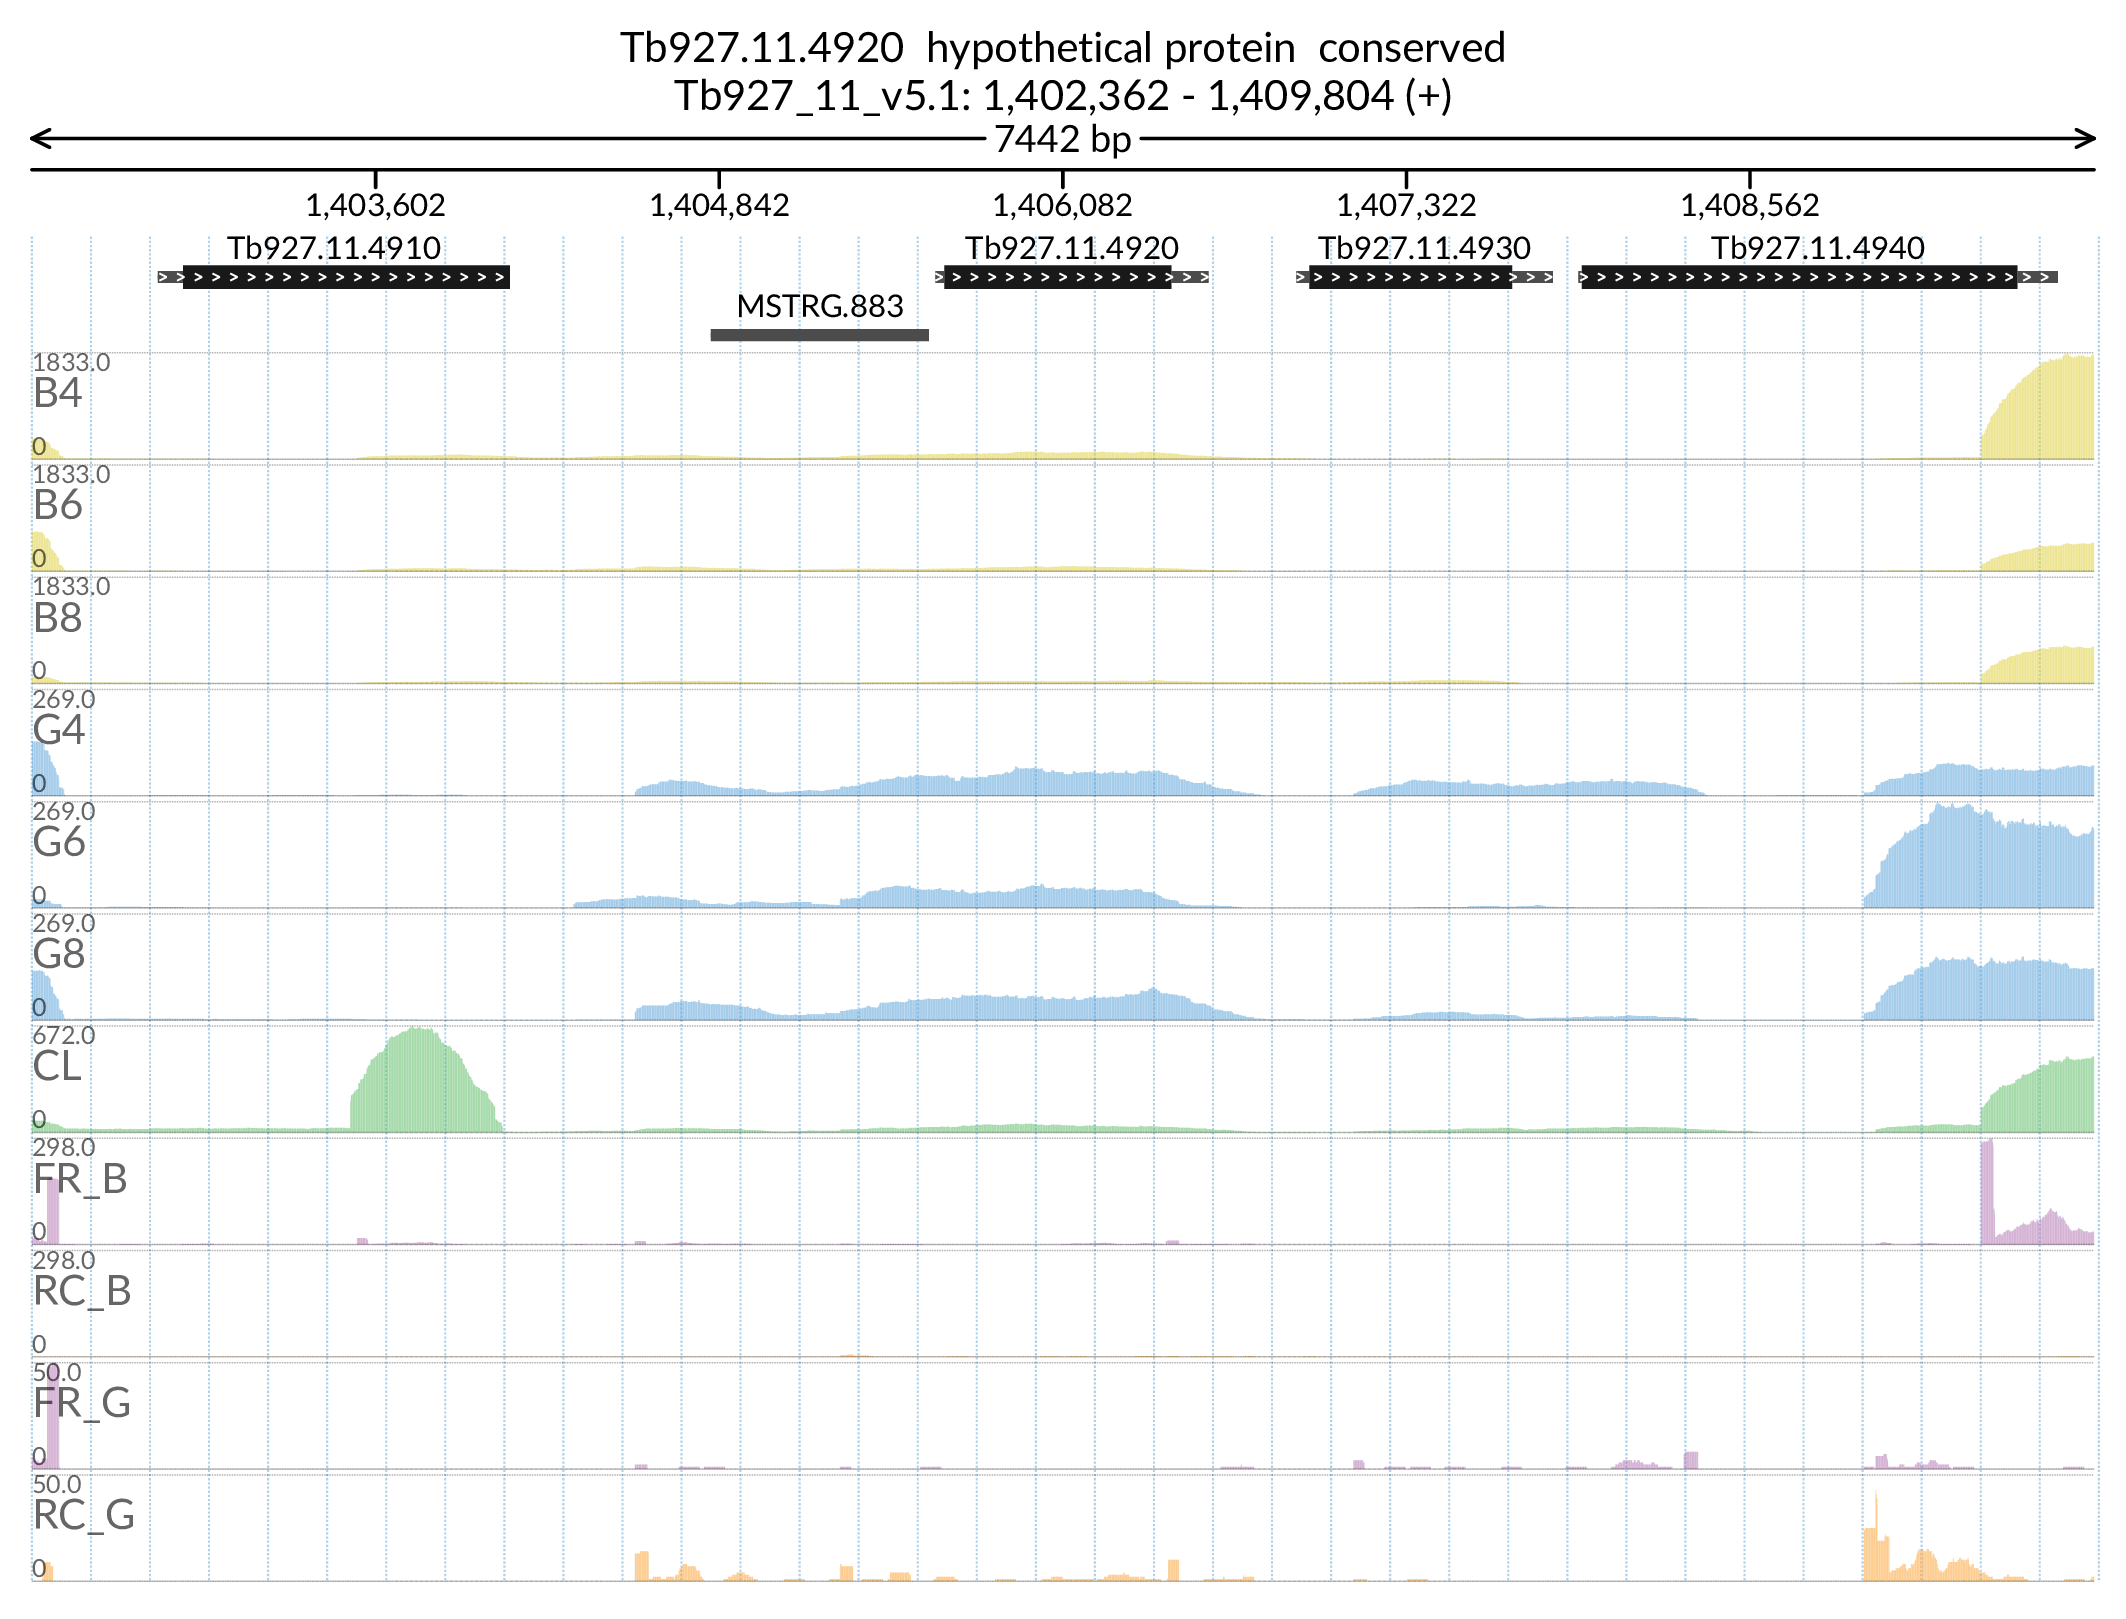 Tb927.11.4920 hypothetical protein conserved
Tb927_11_v5.1: 1,402,362 - 1,409,804 (+)
7442 bp
1,403,602 1,404,842 1,406,082 1,407,322 1,408,562
Tb927.11.4910 Tb927.11.4920 Tb927.11.4930 Tb927.11.4940
MSTRG.883
1833.0
B4
0
1833.0
B6
0
1833.0
B8
0
269.0
G4
0
269.0
G6
0
269.0
G8
0
672.0
CL
0
298.0
FR_B
0
298.0
RC_B
0
50.0
FR_G
0
50.0
RC_G
0